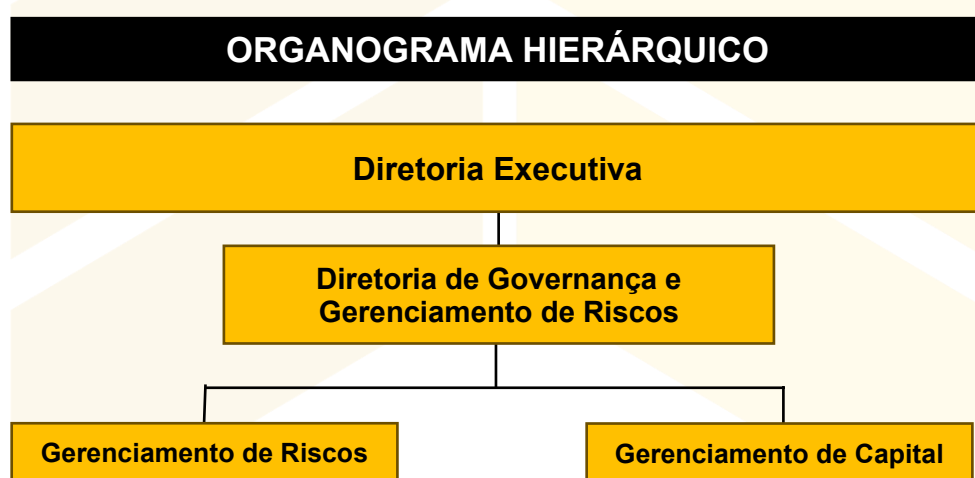 ORGANOGRAMA HIERÁRQUICO
Diretoria Executiva
Diretoria de Governança e
Gerenciamento de Riscos
Gerenciamento de Riscos
Gerenciamento de Capital